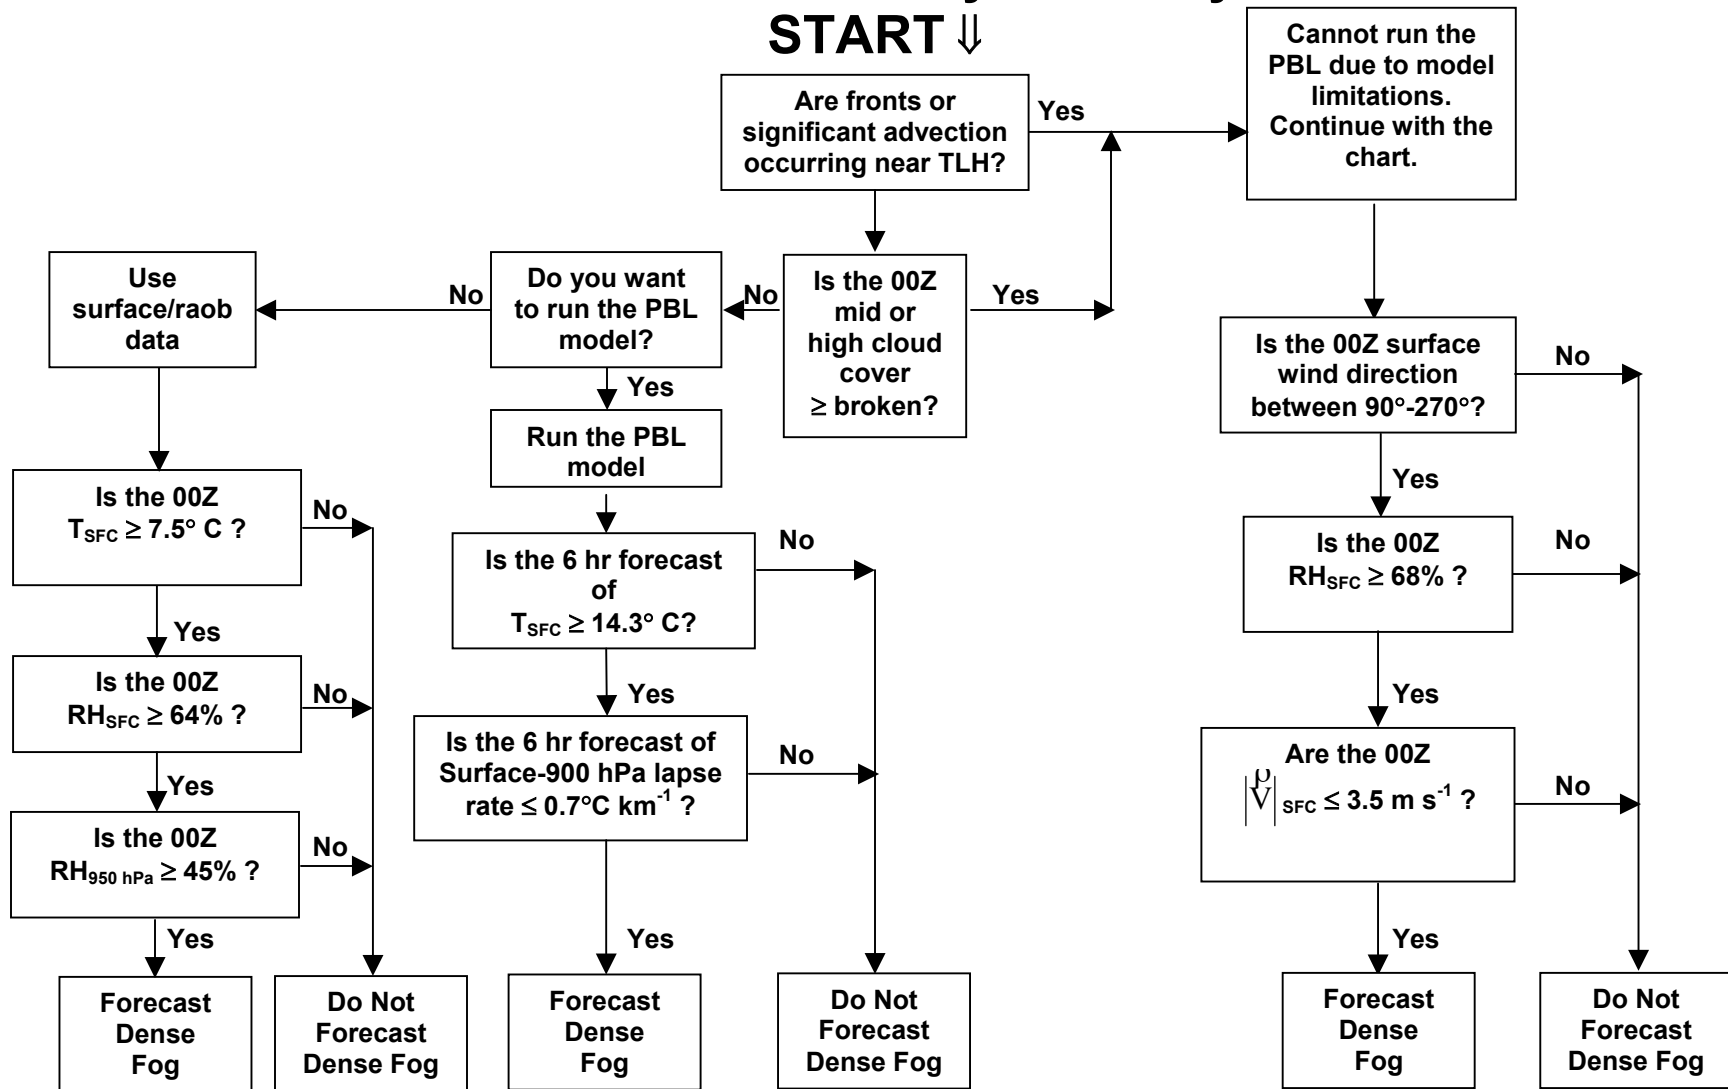 START ⇓
Are fronts or
significant advection
occurring near TLH?
Yes
Cannot run the
PBL due to model
limitations.
Continue with the
chart.
Is the 00Z
mid or
high cloud
cover
≥ broken?
Yes
No
Do you want
to run the PBL
model?
No
Use
surface/raob
data
Yes
Run the PBL
model
Is the 00Z
TSFC ≥ 7.5° C ?
No
Yes
Is the 00Z
RHSFC ≥ 64% ?
No
Yes
Is the 00Z
RH950 hPa ≥ 45% ?
No
Yes
Forecast
Dense
Fog
Do Not
Forecast
Dense Fog
Is the 6 hr forecast
of
TSFC ≥ 14.3° C?
No
Yes
Is the 6 hr forecast of
Surface-900 hPa lapse
rate ≤ 0.7°C km-1 ?
No
Yes
Forecast
Dense
Fog
Do Not
Forecast
Dense Fog
Is the 00Z surface
wind direction
between 90°-270°?
No
Yes
Is the 00Z
RHSFC ≥ 68% ?
No
Yes
Are the 00Z
|V| SFC ≤ 3.5 m s-1 ?
No
Yes
Forecast
Dense
Fog
Do Not
Forecast
Dense Fog